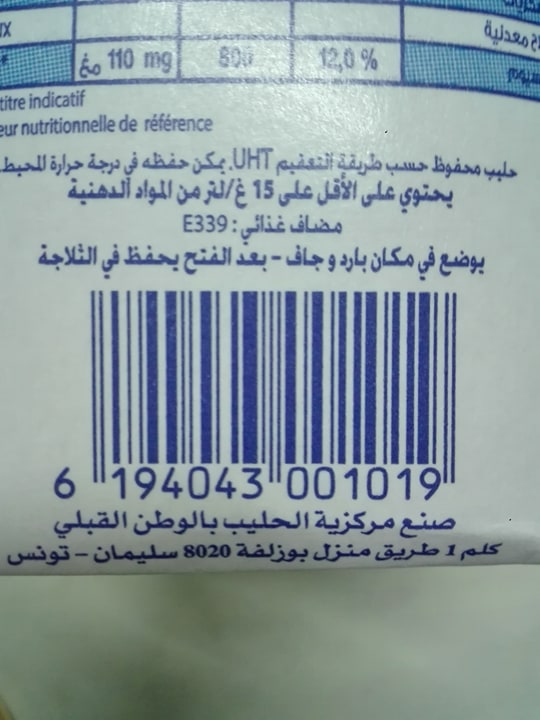 معدنية
110 mg مغ 800 12,0 %
titre indicatif
eur nutritionnelle de référence
حليب محفوظ حسب طريقة التعقيم UHT. يمكن حفظه في درجة حرارة المحيط.
يحتوي على الأقل على 15 غ/لتر من المواد الدهنية
مضاف غذائي : E339
يوضع في مكان بارد و جاف - بعد الفتح يحفظ في الثلاجة
6 194043 001019
صنع مركزية الحليب بالوطن القبلي
كلم 1 طريق منزل بوزلفة 8020 سليمان - تونس